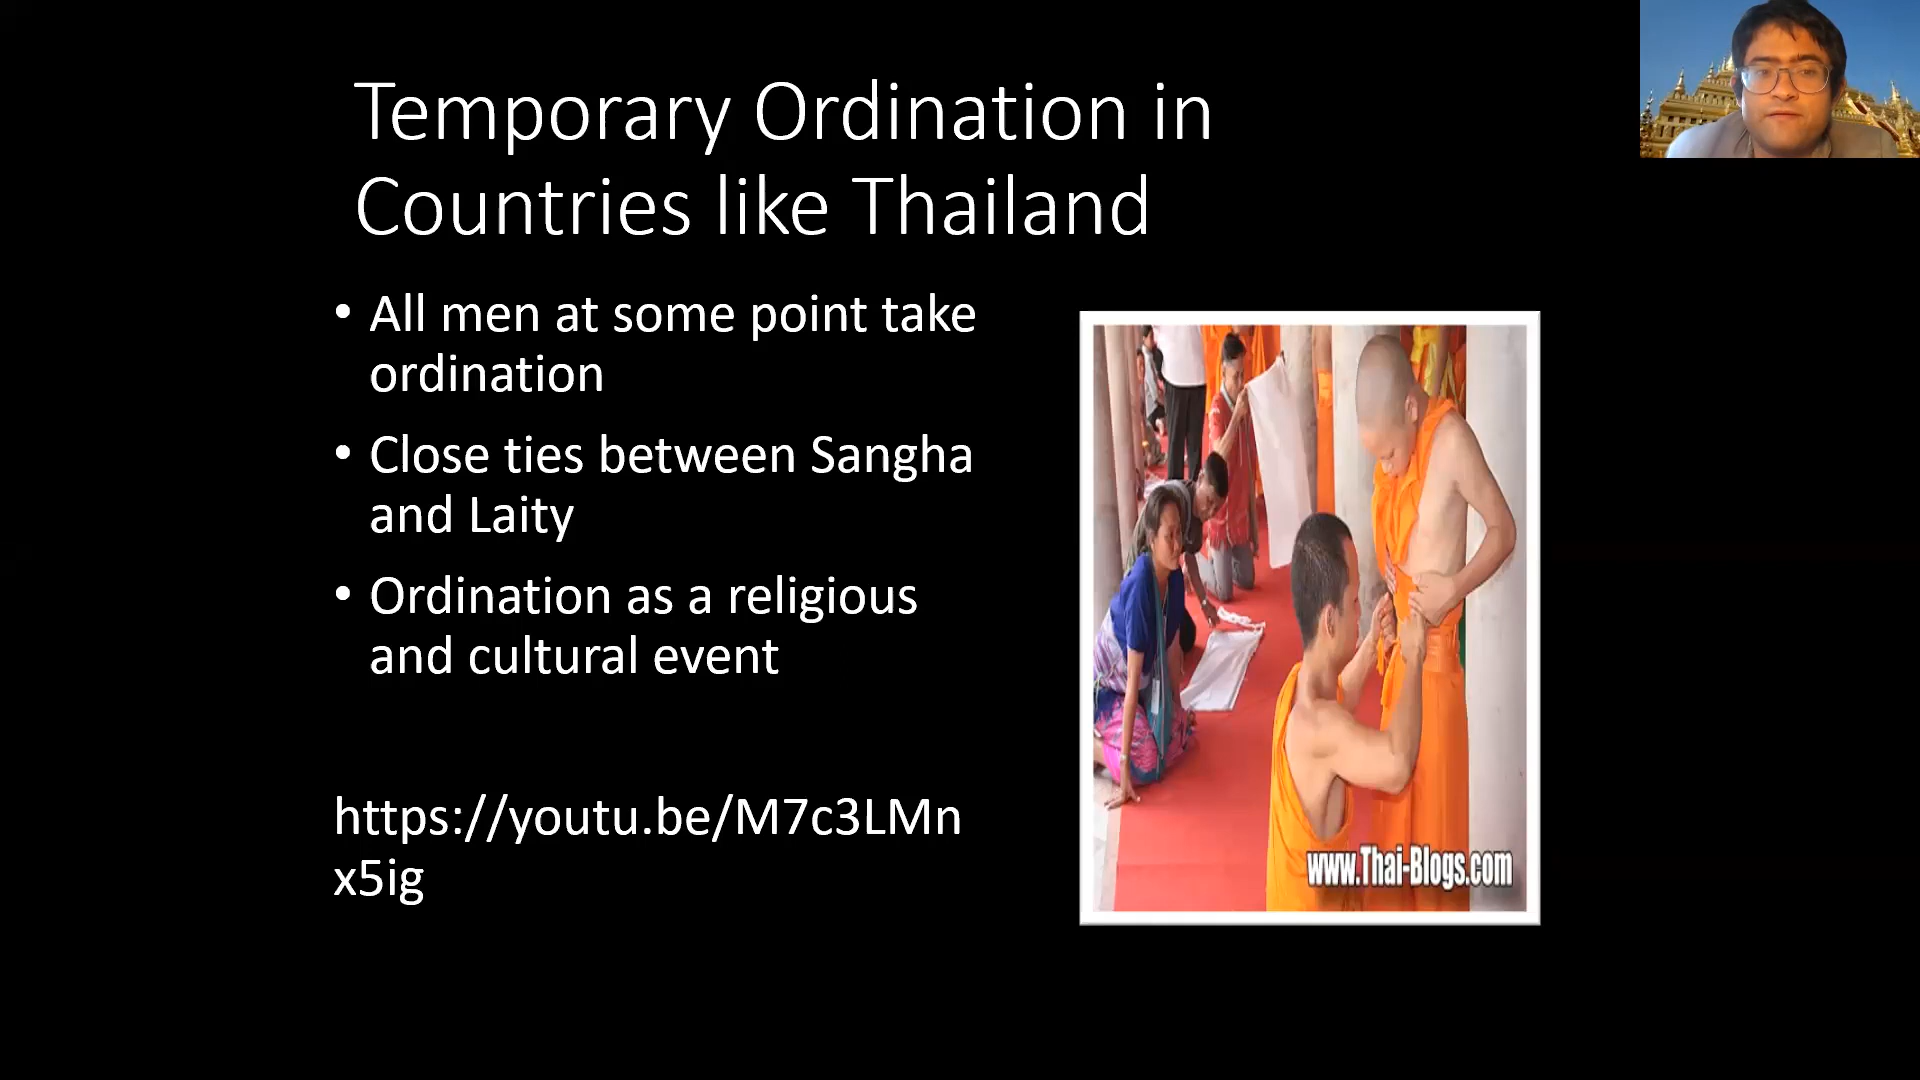 Temporary Ordination in
Countries like Thailand
• All men at some point take
ordination
• Close ties between Sangha
and Laity
• Ordination as a religious
and cultural event
https://youtu.be/M7c3LMn
x5ig
www.Thai-Blogs.com